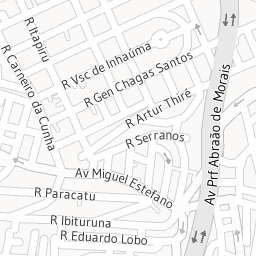 R Itapiru
R Carneiro da Cunha
R Vsc de Inhaúma
R Gen Chagas Santos
R Artur Thiré
R Serranos
Av Prf Abraão de Morais
Av Miguel Estefano
R Paracatu
R Ibituruna
R Eduardo Lobo